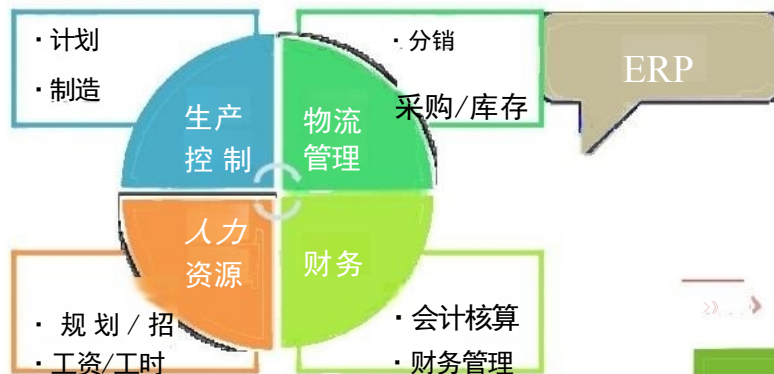 · 计划
· 制造
· 分销
采购/库存
ERP
生产
控 制
物流
管理
人力
资源
财务
· 规 划 / 招
· 工资/工时
· 会计核算
· 财务管理